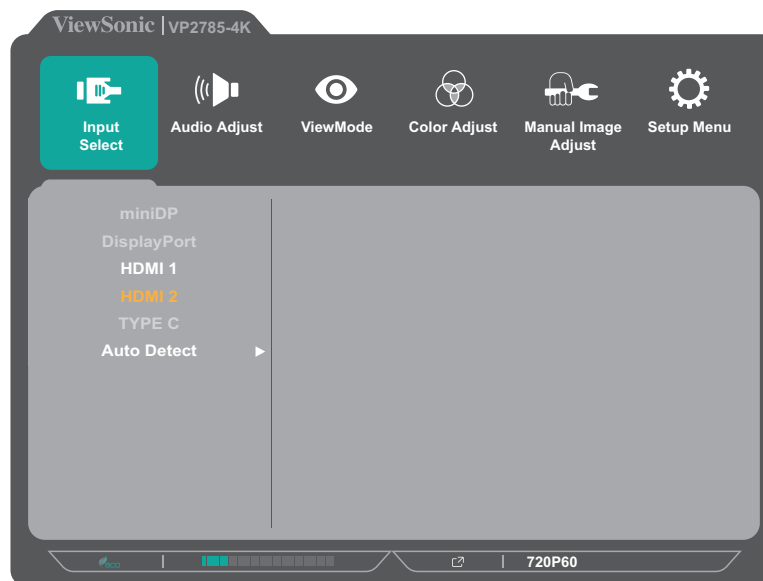 ViewSonic | VP2785-4K
Input
Select
Audio Adjust
ViewMode
Color Adjust
Manual Image
Adjust
Setup Menu
miniDP
DisplayPort
HDMI 1
HDMI 2
TYPE C
Auto Detect
eco
720P60